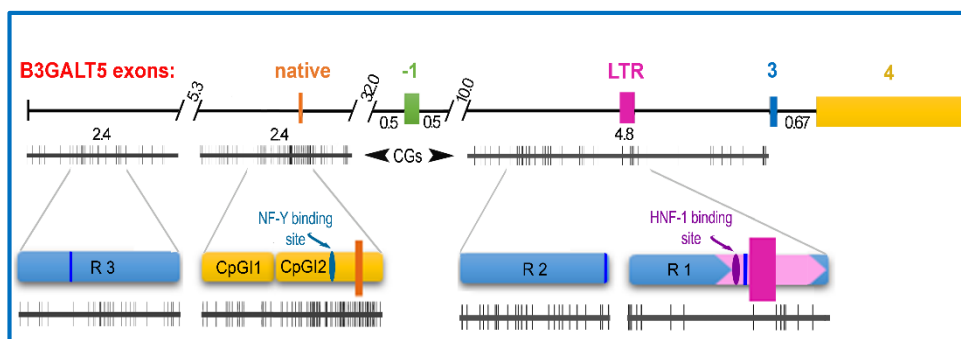 B3GALT5 exons: native -1 LTR 3 4
5.3 32.0 10.0
2.4 2.4 0.5 0.5 4.8 0.67
CGs
NF-Y binding site
HNF-1 binding site
R 3 CpGI1 CpGI2 R 2 R 1